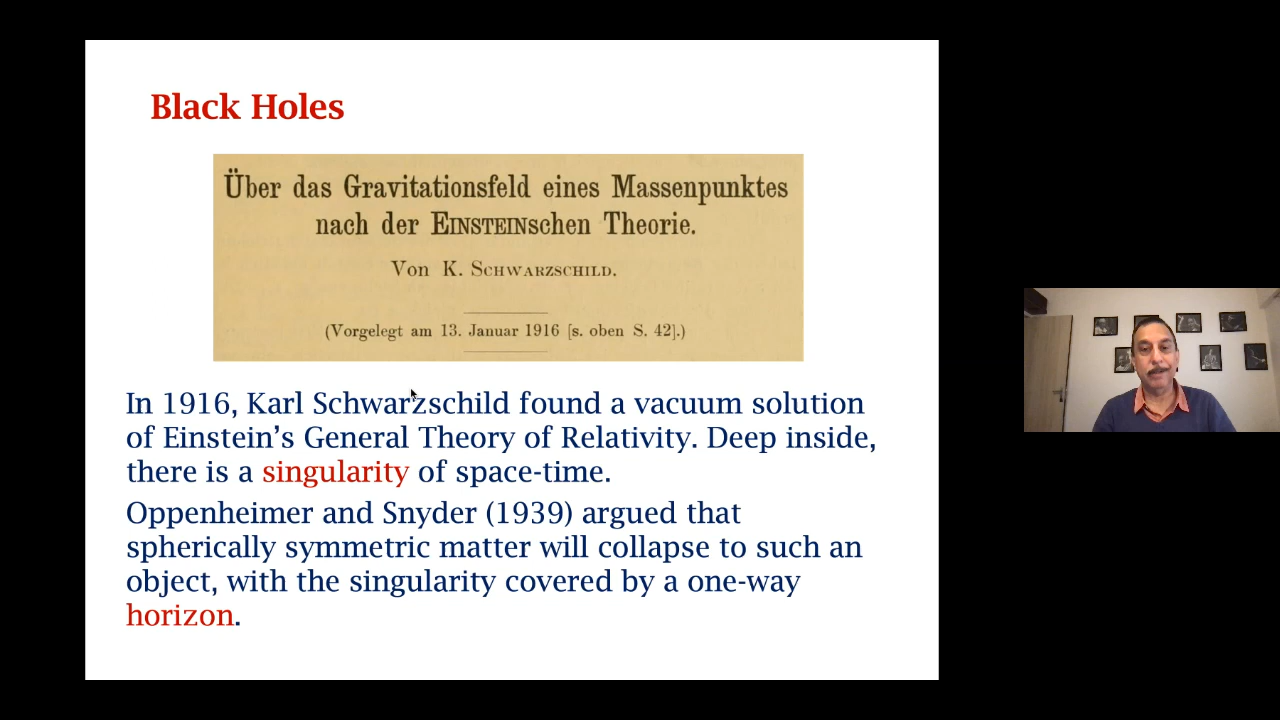 Black Holes
Über das Gravitationsfeld eines Massenpunktes
nach der EINSTEINschen Theorie.
Von K. SCHWARZSCHILD.
(Vorgelegt am 13. Januar 1916 [s. oben S. 42].)
In 1916, Karl Schwarzschild found a vacuum solution
of Einstein’s General Theory of Relativity. Deep inside,
there is a singularity of space-time.
Oppenheimer and Snyder (1939) argued that
spherically symmetric matter will collapse to such an
object, with the singularity covered by a one-way
horizon.